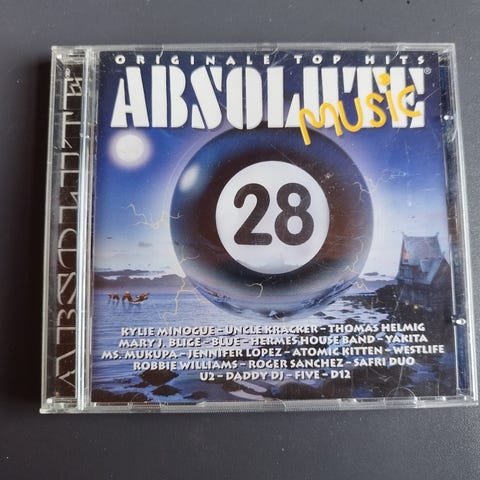 ORIGINALE TOP HITS
ABSOLUTE®
music
28
KYLIE MINOGUE – UNCLE KRACKER – THOMAS HELMIG
MARY J. BLIGE – BLUE – HERMES HOUSE BAND – YAKITA
MS. MUKUPA – JENNIFER LOPEZ – ATOMIC KITTEN – WESTLIFE
ROBBIE WILLIAMS – ROGER SANCHEZ – SAFRI DUO
U2 – DADDY DJ – FIVE – D12
ABSOLUTE